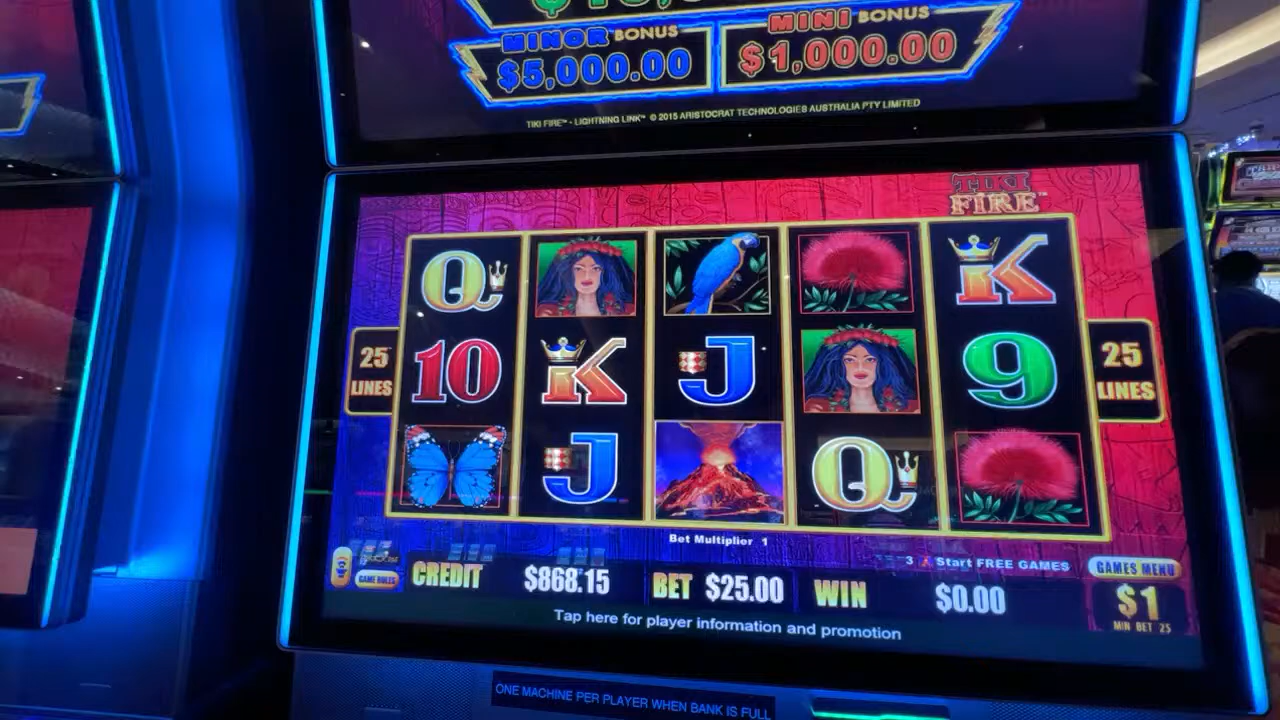 MINOR BONUS
$5,000.00
MINI BONUS
$1,000.00
TIKI FIRE™ - LIGHTNING LINK™ © 2015 ARISTOCRAT TECHNOLOGIES AUSTRALIA PTY LIMITED
TIKI
FIRE™
Q
K
25
LINES
10
K
J
9
25
LINES
J
Q
Bet Multiplier 1
3 Start FREE GAMES
GAMES MENU
GAME RULES
CREDIT $868.15 BET $25.00 WIN $0.00
$1
MIN BET 25
Tap here for player information and promotion
ONE MACHINE PER PLAYER WHEN BANK IS FULL